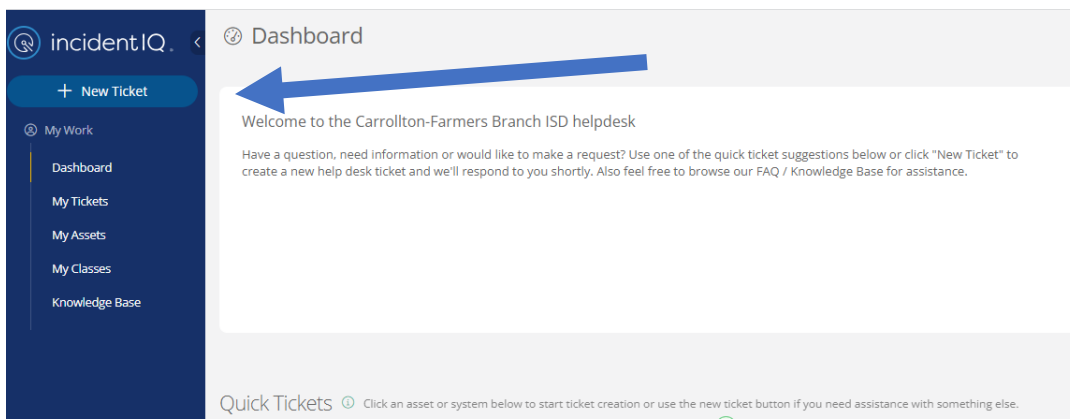 incidentIQ.
Dashboard
+ New Ticket
My Work
Dashboard
My Tickets
My Assets
My Classes
Knowledge Base
Welcome to the Carrollton-Farmers Branch ISD helpdesk
Have a question, need information or would like to make a request? Use one of the quick ticket suggestions below or click "New Ticket" to
create a new help desk ticket and we'll respond to you shortly. Also feel free to browse our FAQ / Knowledge Base for assistance.
Quick Tickets Click an asset or system below to start ticket creation or use the new ticket button if you need assistance with something else.